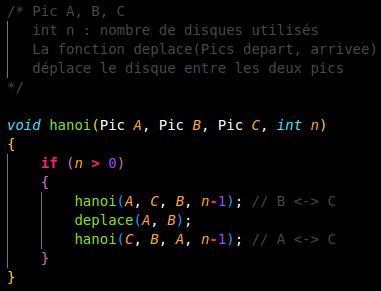 /* Pic A, B, C
int n : nombre de disques utilisés
La fonction deplace(Pics depart, arrivee)
déplace le disque entre les deux pics
*/
void hanoi(Pic A, Pic B, Pic C, int n)
{
if (n > 0)
{
hanoi(A, C, B, n-1); // B <-> C
deplace(A, B);
hanoi(C, B, A, n-1); // A <-> C
}
}